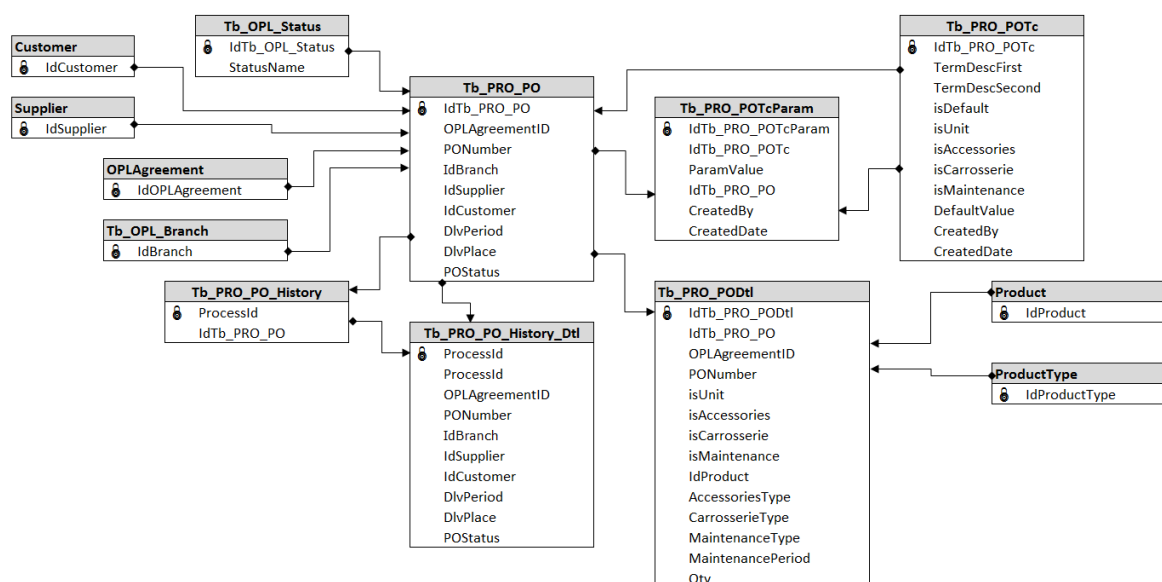 Tb_OPL_Status
IdTb_OPL_Status
StatusName
Customer
IdCustomer
Supplier
IdSupplier
OPLAgreement
IdOPLAgreement
Tb_OPL_Branch
IdBranch
Tb_PRO_PO
IdTb_PRO_PO
OPLAgreementID
PONumber
IdBranch
IdSupplier
IdCustomer
DlvPeriod
DlvPlace
POStatus
Tb_PRO_POTcParam
IdTb_PRO_POTcParam
IdTb_PRO_POTc
ParamValue
IdTb_PRO_PO
CreatedBy
CreatedDate
Tb_PRO_POTc
IdTb_PRO_POTc
TermDescFirst
TermDescSecond
isDefault
isUnit
isAccessories
isCarrosserie
isMaintenance
DefaultValue
CreatedBy
CreatedDate
Tb_PRO_PO_History
ProcessId
IdTb_PRO_PO
Tb_PRO_PO_History_Dtl
ProcessId
ProcessId
OPLAgreementID
PONumber
IdBranch
IdSupplier
IdCustomer
DlvPeriod
DlvPlace
POStatus
Tb_PRO_PODtl
IdTb_PRO_PODtl
IdTb_PRO_PO
OPLAgreementID
PONumber
isUnit
isAccessories
isCarrosserie
isMaintenance
IdProduct
AccessoriesType
CarrosserieType
MaintenanceType
MaintenancePeriod
Qty
Product
IdProduct
ProductType
IdProductType